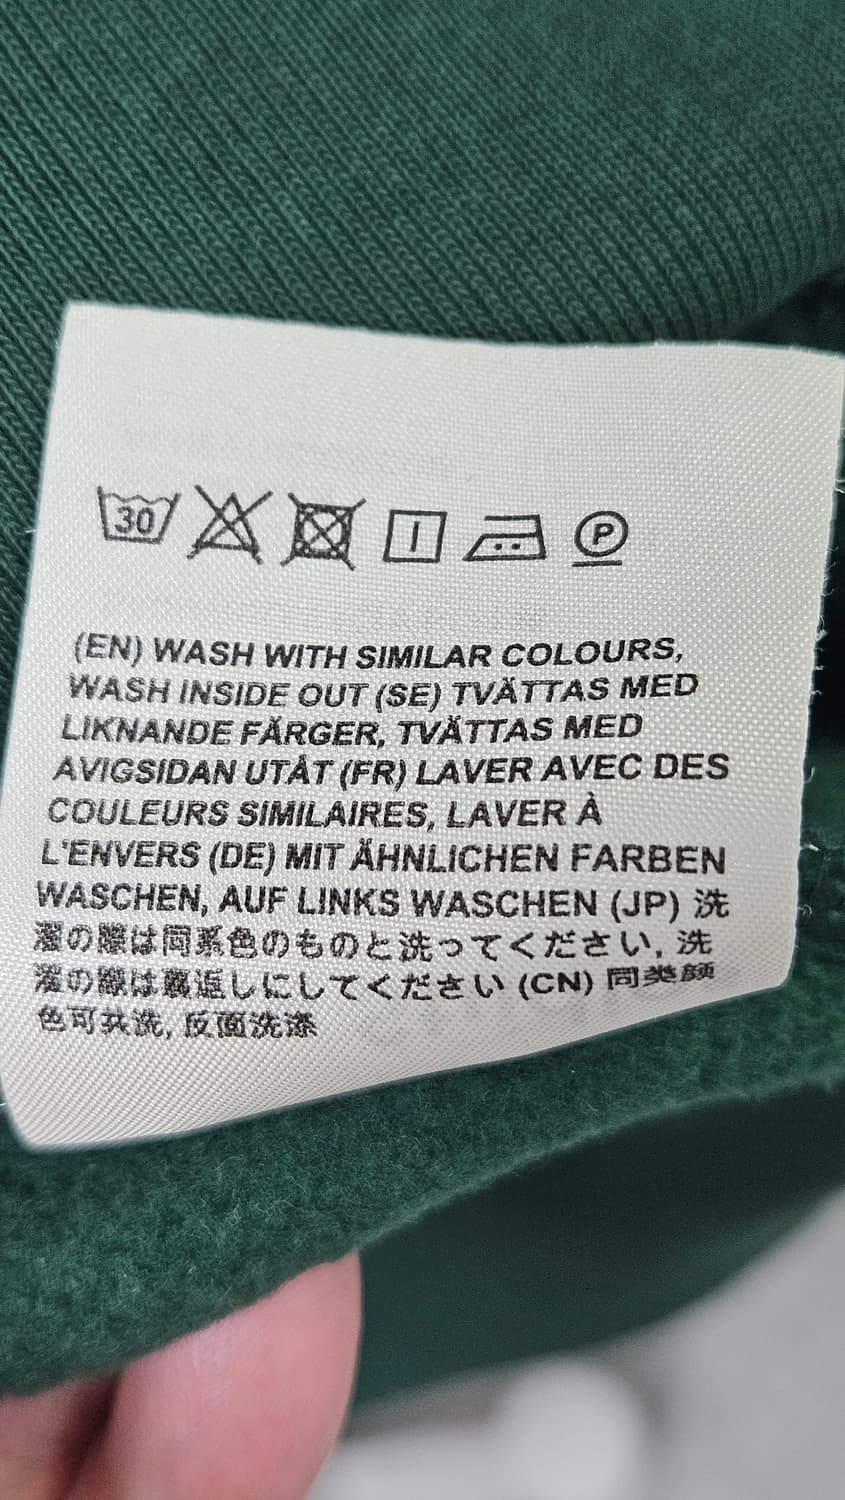 30 P
(EN) WASH WITH SIMILAR COLOURS,
WASH INSIDE OUT (SE) TVÄTTAS MED
LIKNANDE FÄRGER, TVÄTTAS MED
AVIGSIDAN UTÅT (FR) LAVER AVEC DES
COULEURS SIMILAIRES, LAVER À
L'ENVERS (DE) MIT ÄHNLICHEN FARBEN
WASCHEN, AUF LINKS WASCHEN (JP) 洗
濯の際は同系色のものと洗ってください, 洗
濯の際は裏返しにしてください (CN) 同类颜
色可共洗, 反面洗涤